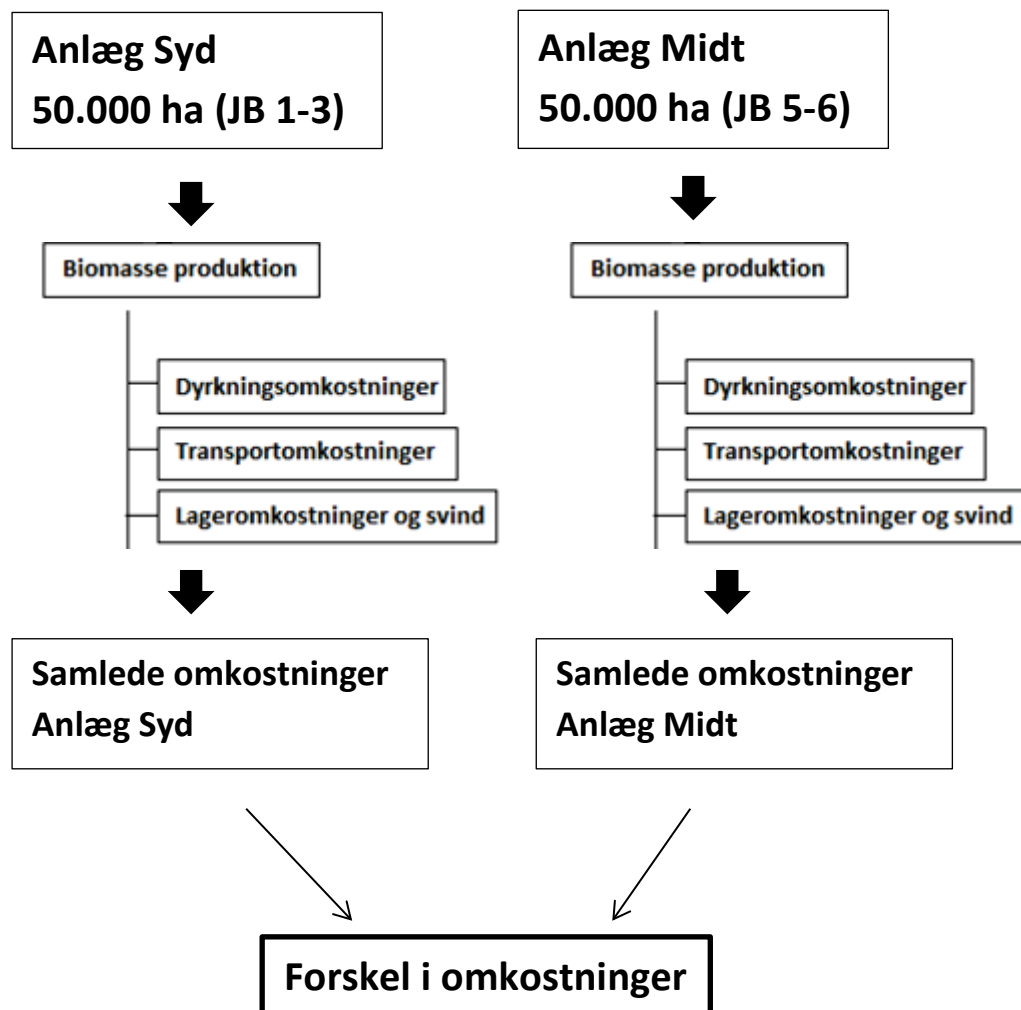 Anlæg Syd
50.000 ha (JB 1-3)
Anlæg Midt
50.000 ha (JB 5-6)
Biomasse produktion
Dyrkningsomkostninger
Transportomkostninger
Lageromkostninger og svind
Biomasse produktion
Dyrkningsomkostninger
Transportomkostninger
Lageromkostninger og svind
Samlede omkostninger
Anlæg Syd
Samlede omkostninger
Anlæg Midt
Forskel i omkostninger